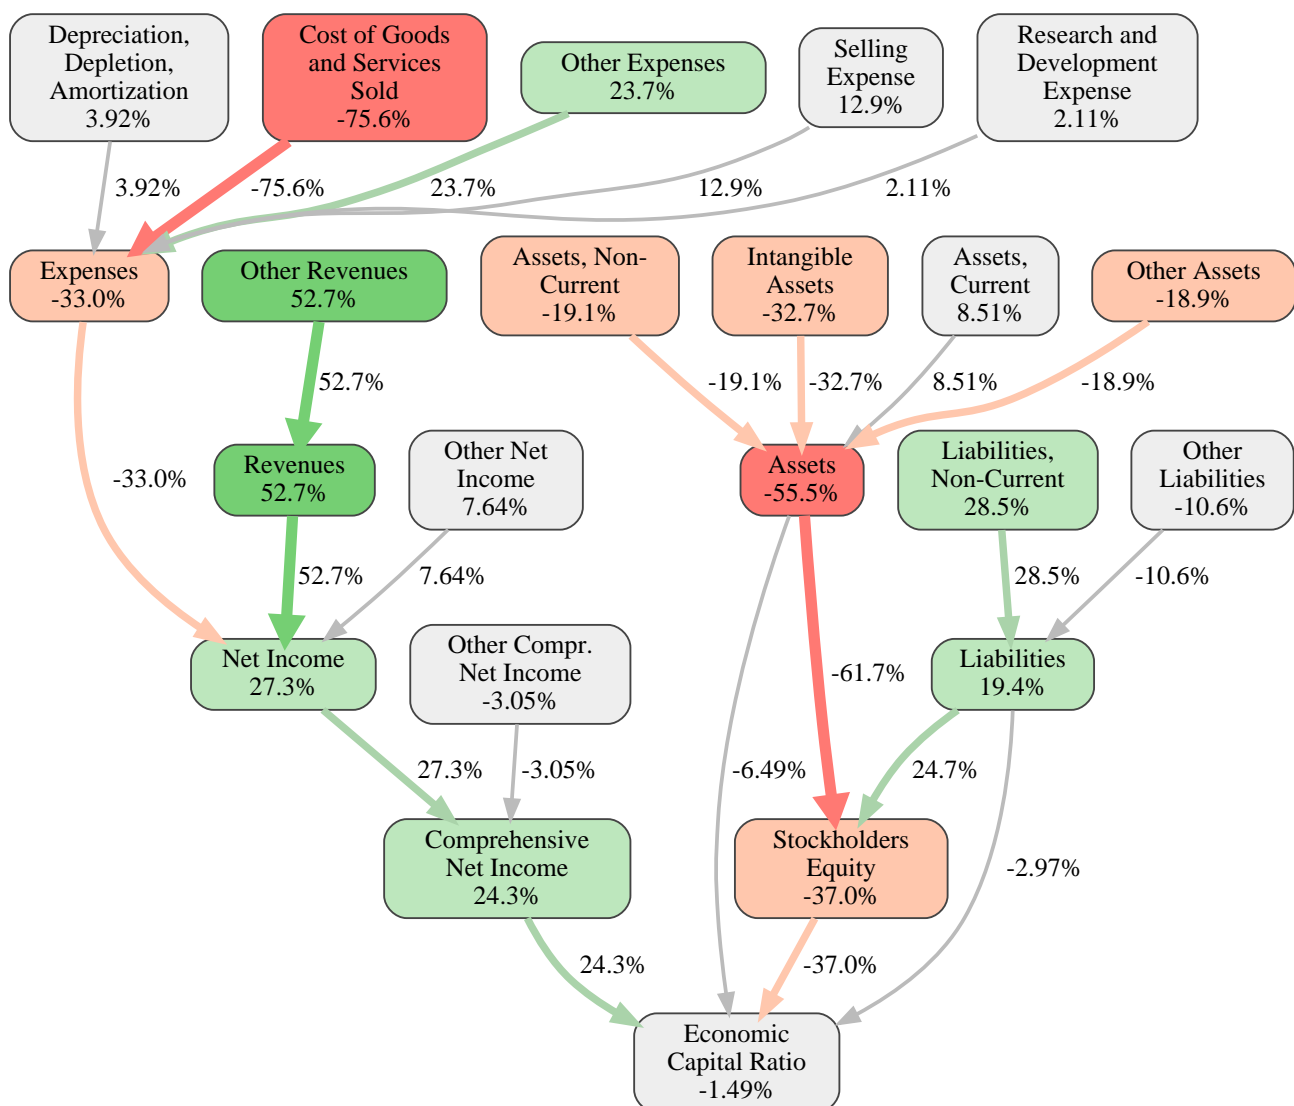 Depreciation,
Depletion,
Amortization
3.92%
Cost of Goods
and Services
Sold
-75.6%
Other Expenses
23.7%
Selling
Expense
12.9%
Research and
Development
Expense
2.11%
3.92%
-75.6%
23.7%
12.9%
2.11%
Expenses
-33.0%
Other Revenues
52.7%
Assets, Non-
Current
-19.1%
Intangible
Assets
-32.7%
Assets,
Current
8.51%
Other Assets
-18.9%
52.7%
-19.1%
-32.7%
8.51%
-18.9%
-33.0%
Revenues
52.7%
Other Net
Income
7.64%
Assets
-55.5%
Liabilities,
Non-Current
28.5%
Other
Liabilities
-10.6%
52.7%
7.64%
28.5%
-10.6%
Net Income
27.3%
Other Compr.
Net Income
-3.05%
-61.7%
Liabilities
19.4%
27.3%
-3.05%
-6.49%
24.7%
Comprehensive
Net Income
24.3%
Stockholders
Equity
-37.0%
-2.97%
24.3%
-37.0%
Economic
Capital Ratio
-1.49%